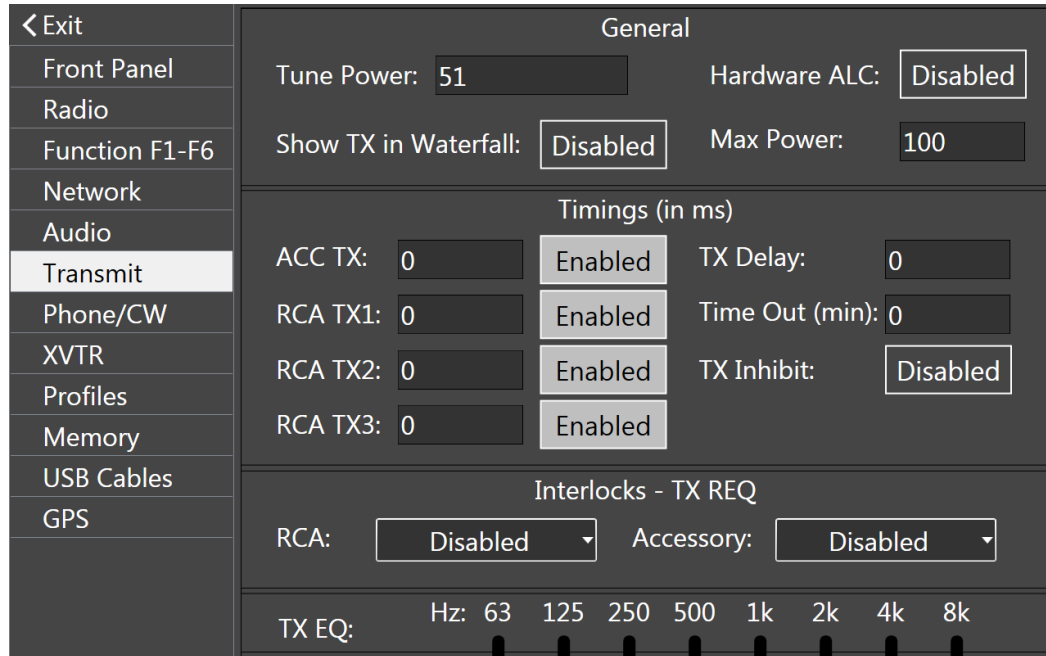 Exit
Front Panel
Radio
Function F1-F6
Network
Audio
Transmit
Phone/CW
XVTR
Profiles
Memory
USB Cables
GPS
General
Tune Power: 51 Hardware ALC: Disabled
Show TX in Waterfall: Disabled Max Power: 100
Timings (in ms)
ACC TX: 0 Enabled TX Delay: 0
RCA TX1: 0 Enabled Time Out (min): 0
RCA TX2: 0 Enabled TX Inhibit: Disabled
RCA TX3: 0 Enabled
Interlocks - TX REQ
RCA: Disabled Accessory: Disabled
TX EQ: Hz: 63 125 250 500 1k 2k 4k 8k